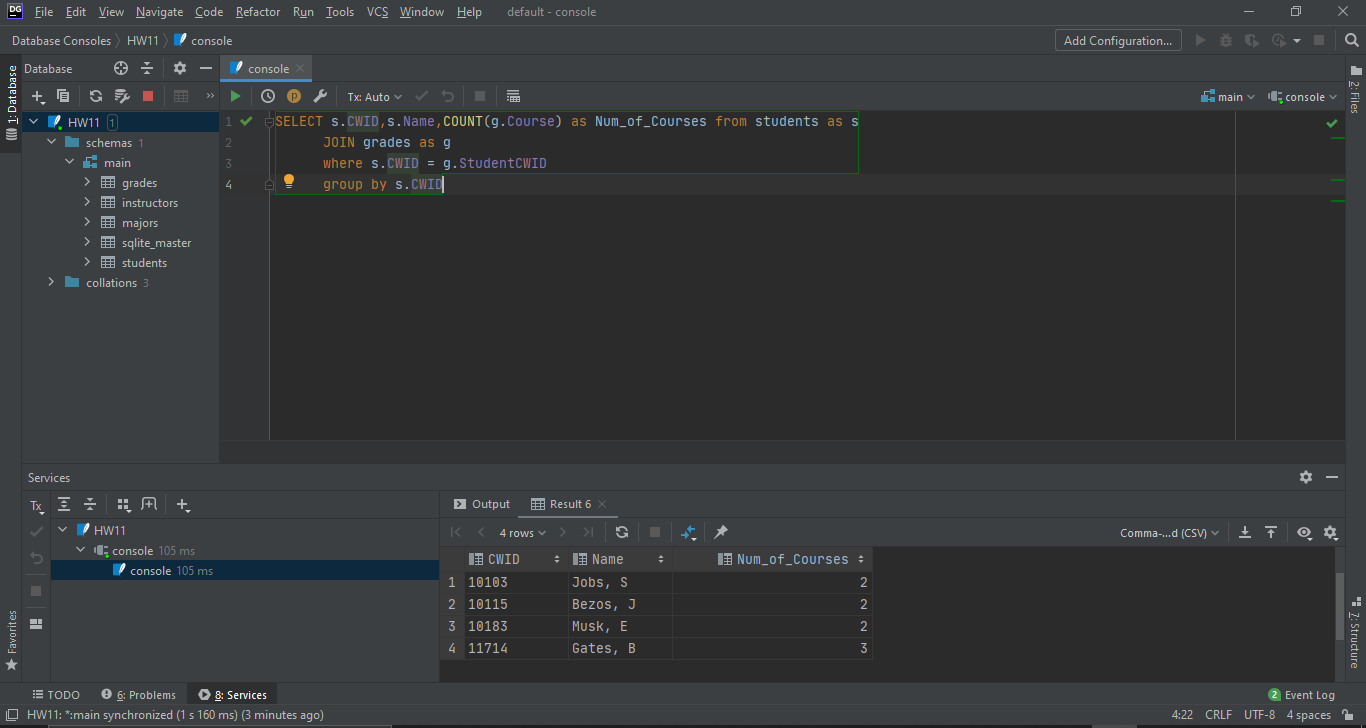 DG File Edit View Navigate Code Refactor Run Tools VCS Window Help default - console
Database Consoles HW11 console Add Configuration...
1: Database
Database
console
Tx: Auto
main
console
2: Files
HW11 1
schemas 1
main
grades
instructors
majors
sqlite_master
students
collations 3
1 SELECT s.CWID,s.Name,COUNT(g.Course) as Num_of_Courses from students as s
2 JOIN grades as g
3 where s.CWID = g.StudentCWID
4 group by s.CWID
Services
Tx
HW11
console 105 ms
console 105 ms
Output Result 6
4 rows Comma-...d (CSV)
CWID Name Num_of_Courses
1 10103 Jobs, S 2
2 10115 Bezos, J 2
3 10183 Musk, E 2
4 11714 Gates, B 3
Favorites
7: Structure
TODO 6: Problems 8: Services 2 Event Log
HW11: *:main synchronized (1 s 160 ms) (3 minutes ago) 4:22 CRLF UTF-8 4 spaces